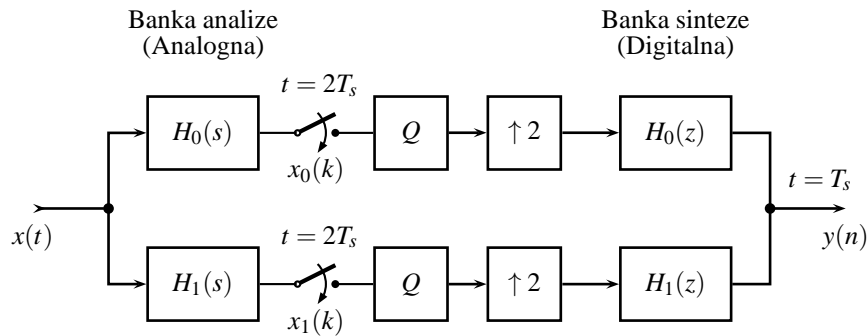 Banka analize
(Analogna)
Banka sinteze
(Digitalna)
t = 2T_s
H_0(s)
Q
↑ 2
H_0(z)
x_0(k)
t = T_s
x(t)
y(n)
t = 2T_s
H_1(s)
Q
↑ 2
H_1(z)
x_1(k)